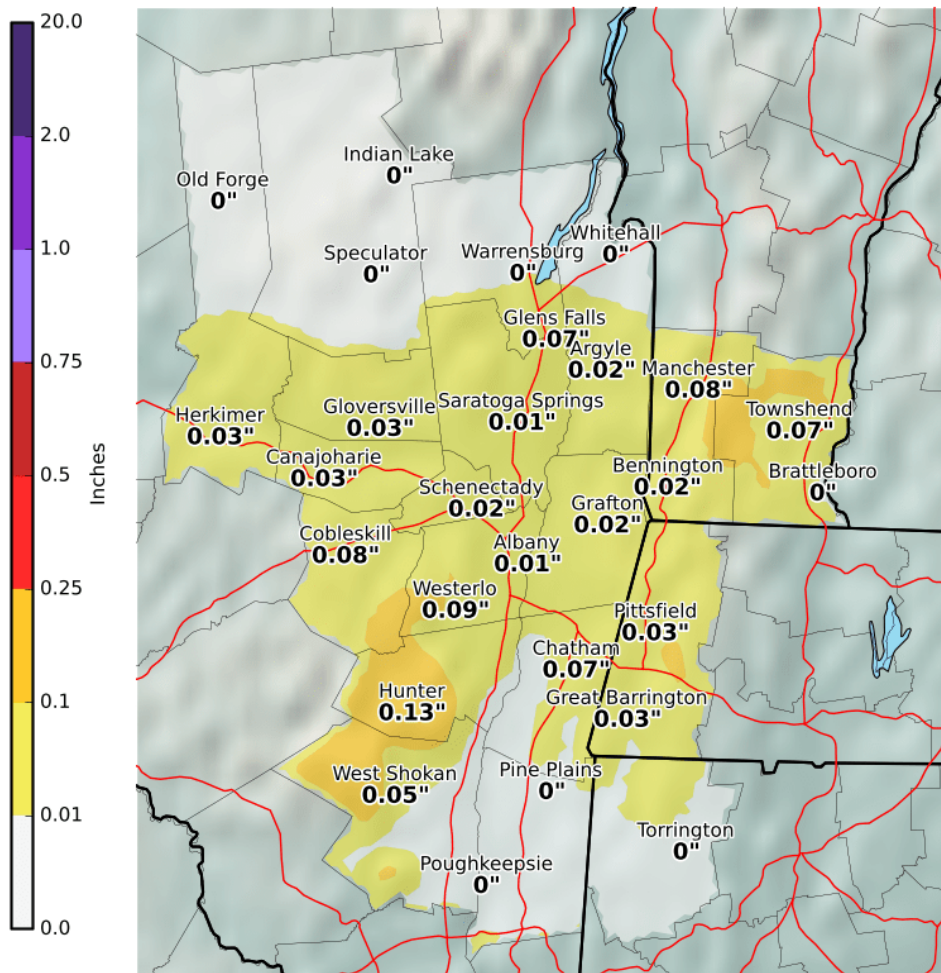 20.0
2.0
1.0
0.75
0.5
0.25
0.1
0.01
0.0
Inches
Indian Lake
0"
Old Forge
0"
Whitehall
0"
Speculator
0"
Warrensburg
0"
Glens Falls
0.07"
Argyle
0.02"
Manchester
0.08"
Saratoga Springs
0.01"
Gloversville
0.03"
Townshend
0.07"
Herkimer
0.03"
Canajoharie
0.03"
Bennington
0.02"
Brattleboro
0"
Schenectady
0.02"
Grafton
0.02"
Cobleskill
0.08"
Albany
0.01"
Westerlo
0.09"
Pittsfield
0.03"
Chatham
0.07"
Hunter
0.13"
Great Barrington
0.03"
West Shokan
0.05"
Pine Plains
0"
Torrington
0"
Poughkeepsie
0"